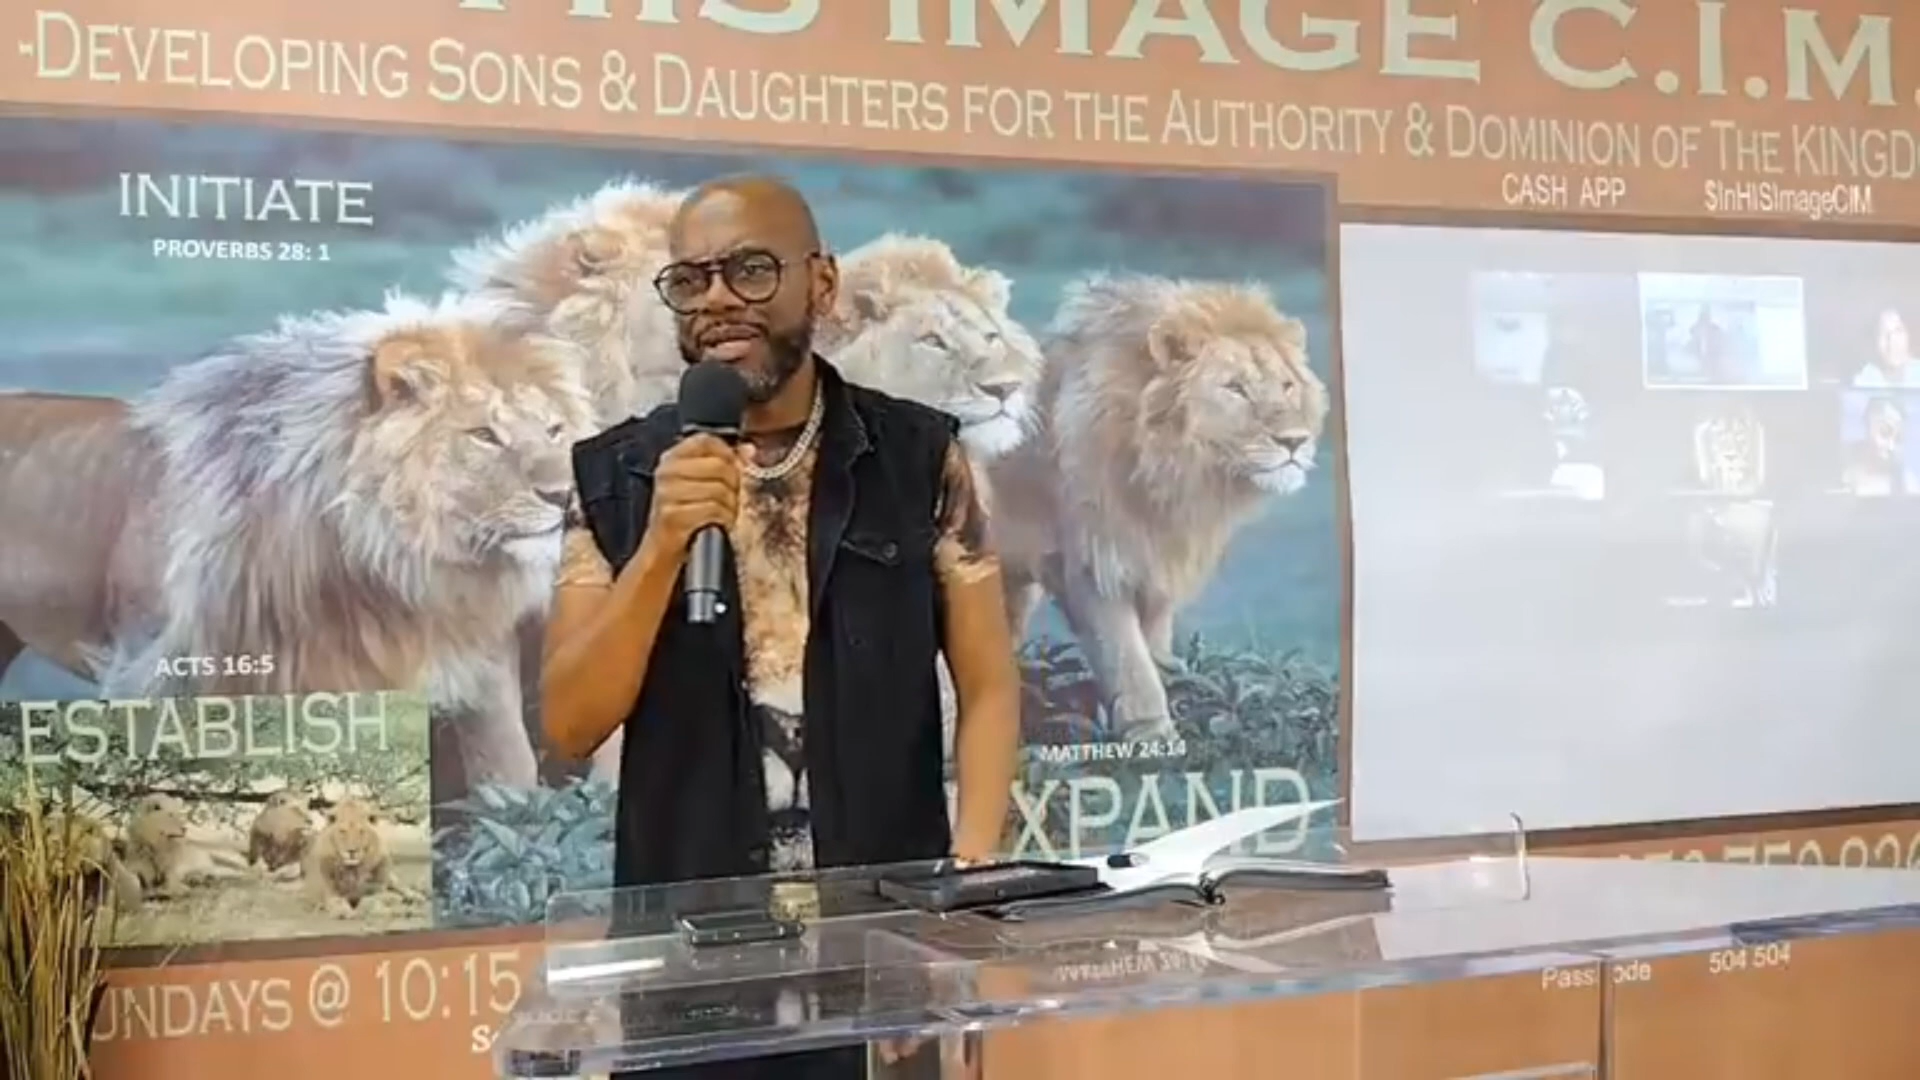 HIS IMAGE C.I.M.
-DEVELOPING SONS & DAUGHTERS FOR THE AUTHORITY & DOMINION OF THE KINGD
CASH APP $InHISImageCIM
INITIATE
PROVERBS 28: 1
ACTS 16:5
ESTABLISH
MATTHEW 24:14
XPAND
UNDAYS @ 10:15
504 504